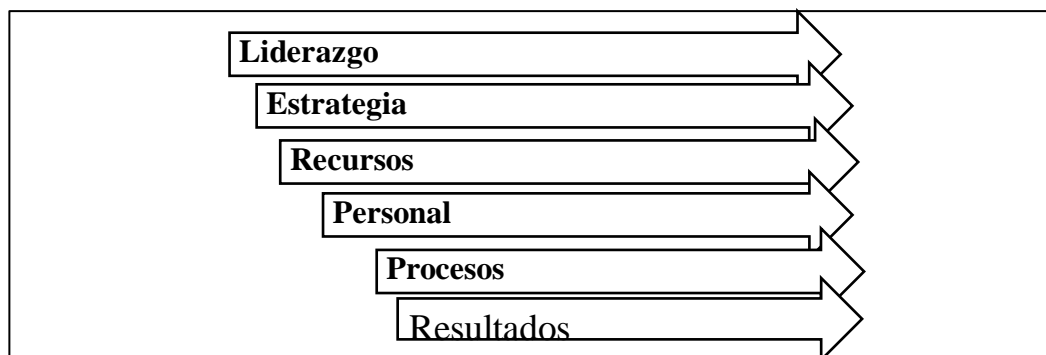 Liderazgo
Estrategia
Recursos
Personal
Procesos
Resultados